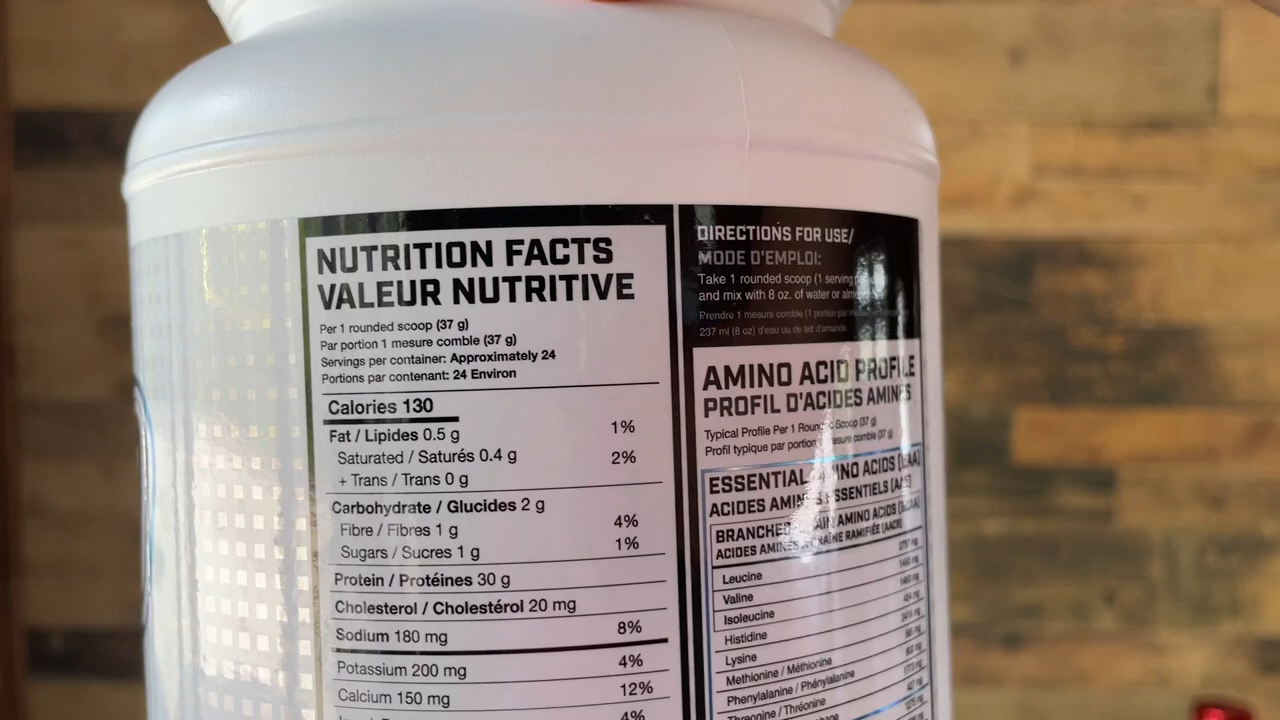 NUTRITION FACTS
VALEUR NUTRITIVE
Per 1 rounded scoop (37 g)
Par portion 1 mesure comble (37 g)
Servings per container: Approximately 24
Portions par contenant: 24 Environ
Calories 130
Fat / Lipides 0.5 g 1%
Saturated / Saturés 0.4 g 2%
+ Trans / Trans 0 g
Carbohydrate / Glucides 2 g
Fibre / Fibres 1 g 4%
Sugars / Sucres 1 g 1%
Protein / Protéines 30 g
Cholesterol / Cholestérol 20 mg
Sodium 180 mg 8%
Potassium 200 mg 4%
Calcium 150 mg 12%
4%
DIRECTIONS FOR USE/
MODE D'EMPLOI:
Take 1 rounded scoop (1 serving
and mix with 8 oz. of water or
Prendre 1 mesure comble (1 portion par
237 ml (8 oz) d'eau ou de lait d'amande.
AMINO ACID PROFILE
PROFIL D'ACIDES AMINÉS
Typical Profile Per 1 Rounded Scoop (37 g)
Profil typique par portion mesure comble (37 g)
ESSENTIAL AMINO ACIDS
ACIDES AMINÉS ESSENTIELS
BRANCHED CHAIN AMINO ACIDS
ACIDES AMINÉS CHAÎNE RAMIFIÉE
Leucine
Valine
Isoleucine
Histidine
Lysine
Methionine / Méthionine
Phenylalanine / Phénylalanine
Threonine / Thréonine